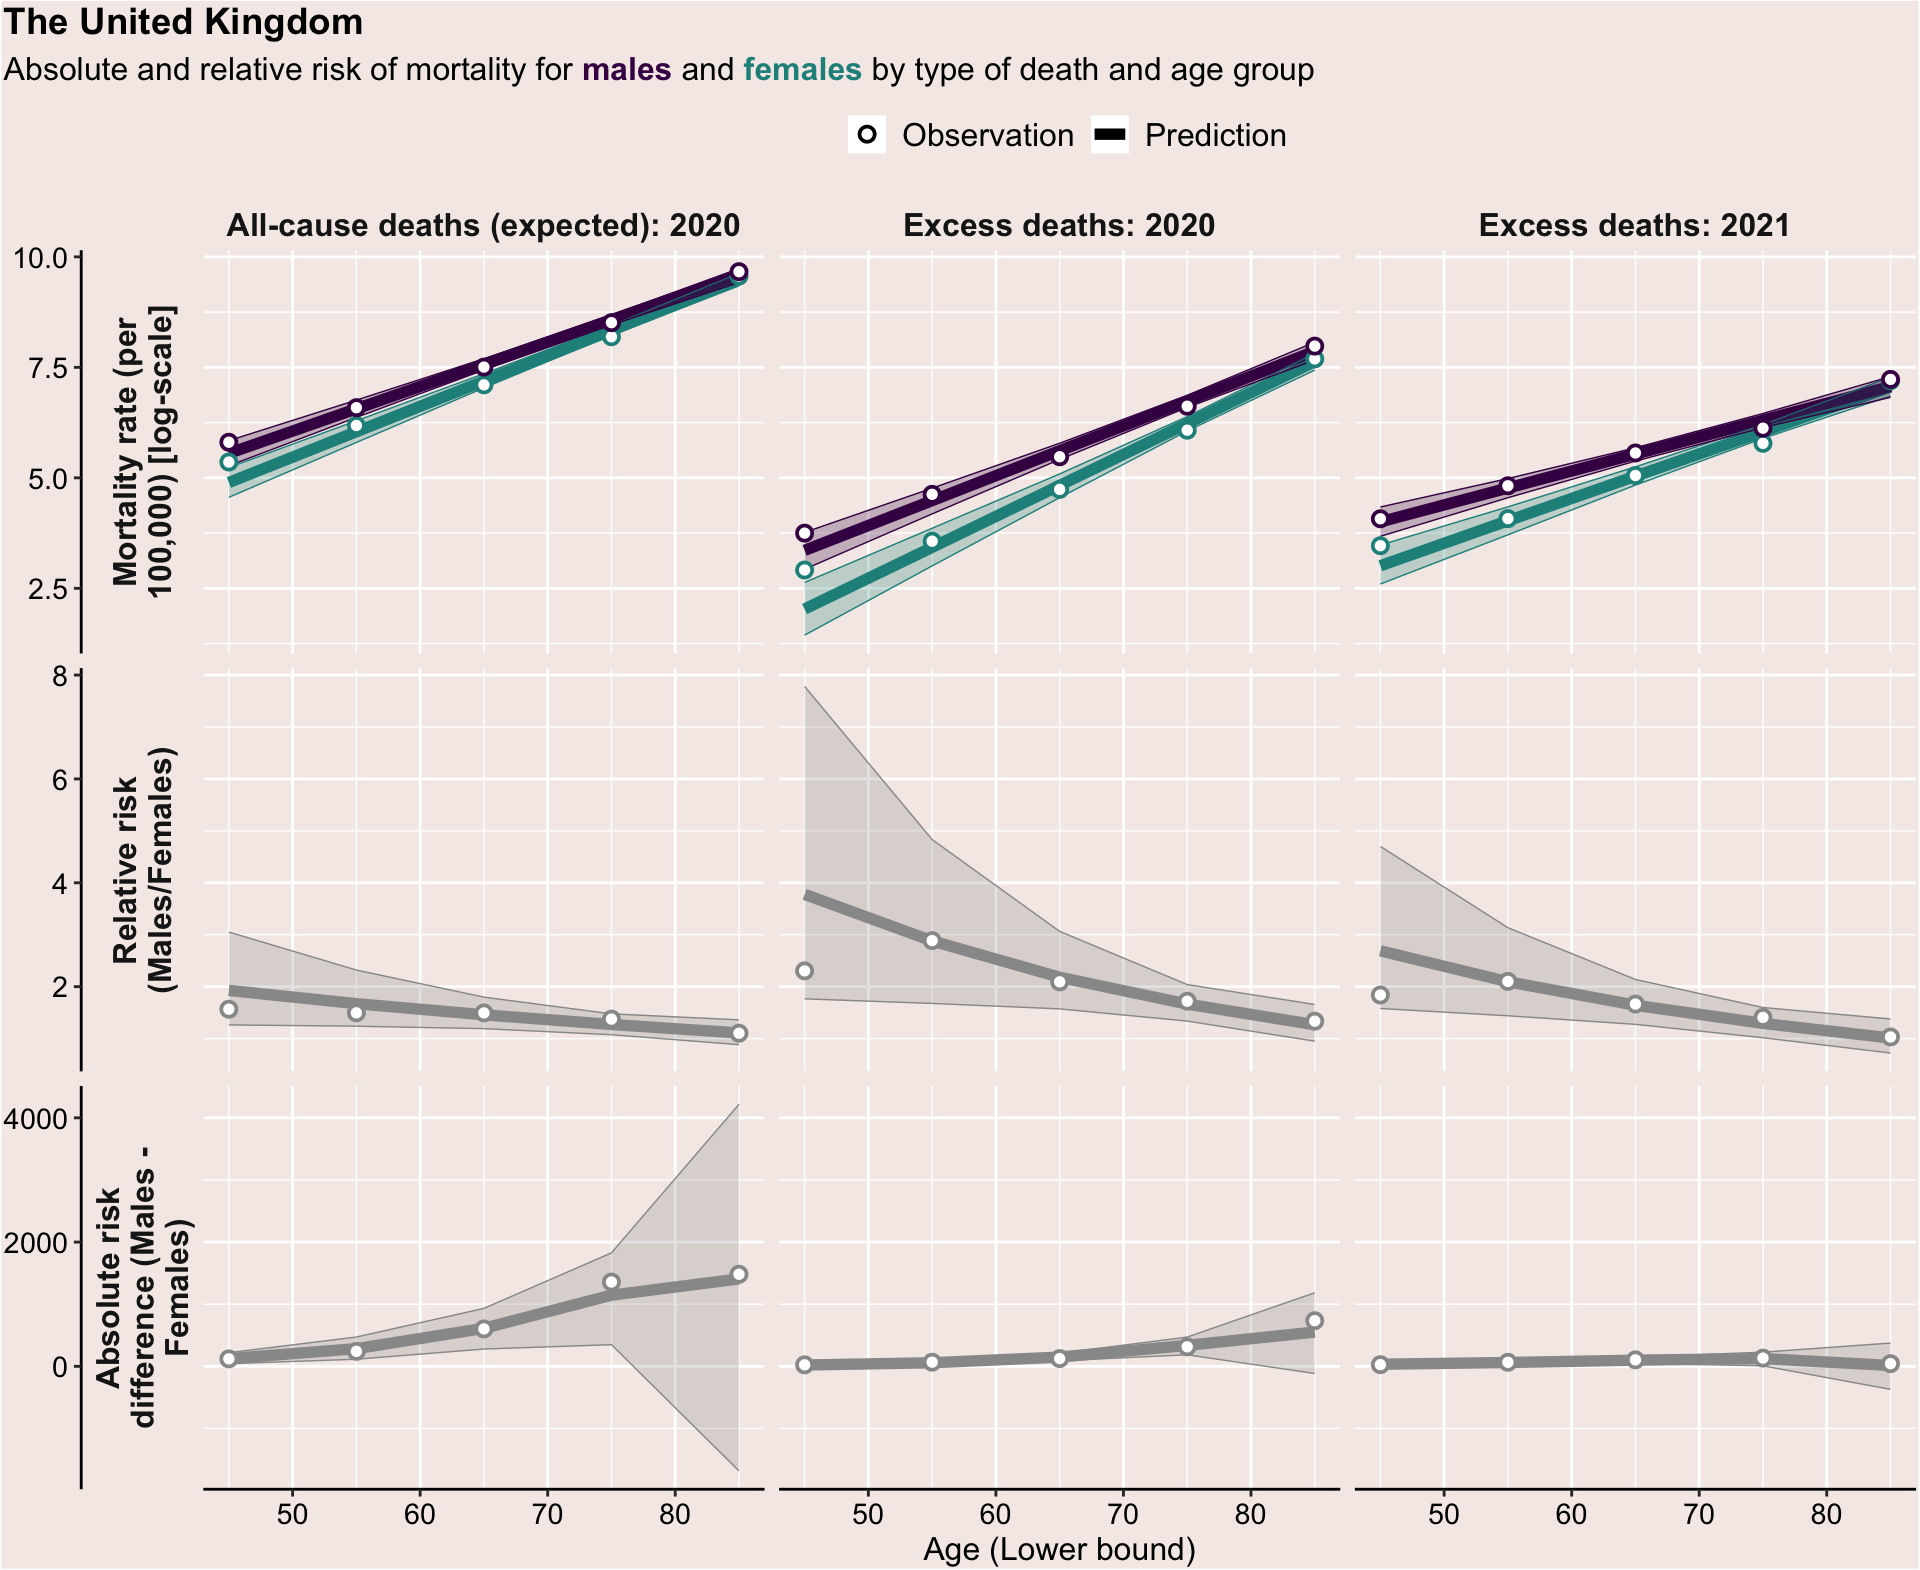 The United Kingdom
Absolute and relative risk of mortality for males and females by type of death and age group
Observation Prediction
All-cause deaths (expected): 2020
Excess deaths: 2020
Excess deaths: 2021
Mortality rate (per
100,000) [log-scale]
10.0
7.5
5.0
2.5
Relative risk
(Males/Females)
8
6
4
2
Absolute risk
difference (Males -
Females)
4000
2000
0
50 60 70 80
50 60 70 80
50 60 70 80
Age (Lower bound)